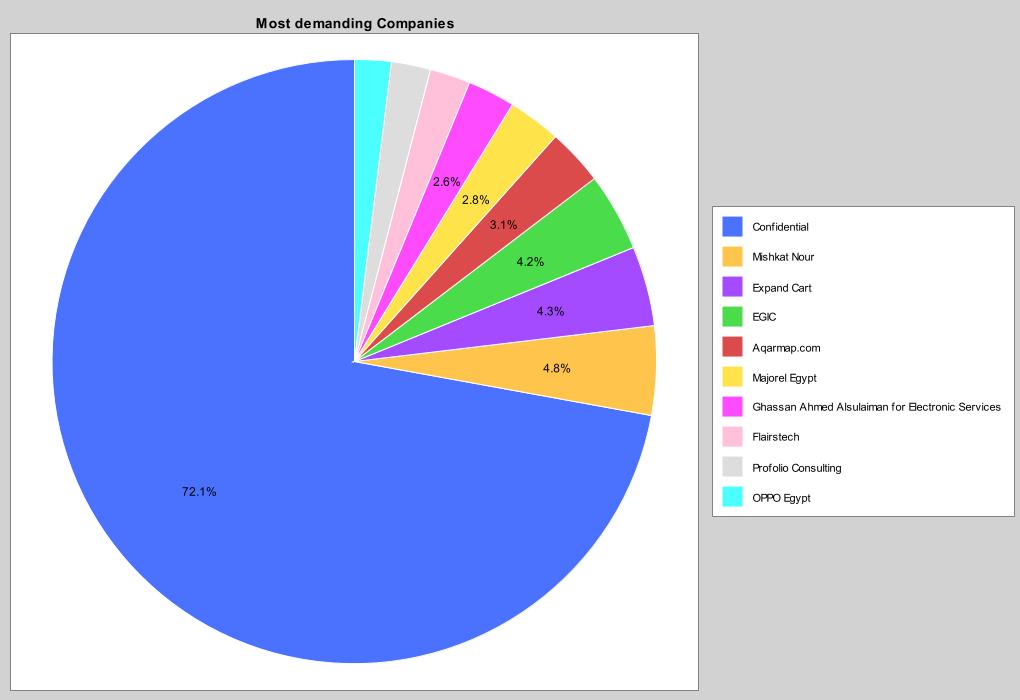 Most demanding Companies
2.6%
2.8%
3.1%
4.2%
4.3%
4.8%
72.1%
Confidential
Mishkat Nour
Expand Cart
EGIC
Aqarmap.com
Majorel Egypt
Ghassan Ahmed Alsulaiman for Electronic Services
Flairstech
Profolio Consulting
OPPO Egypt